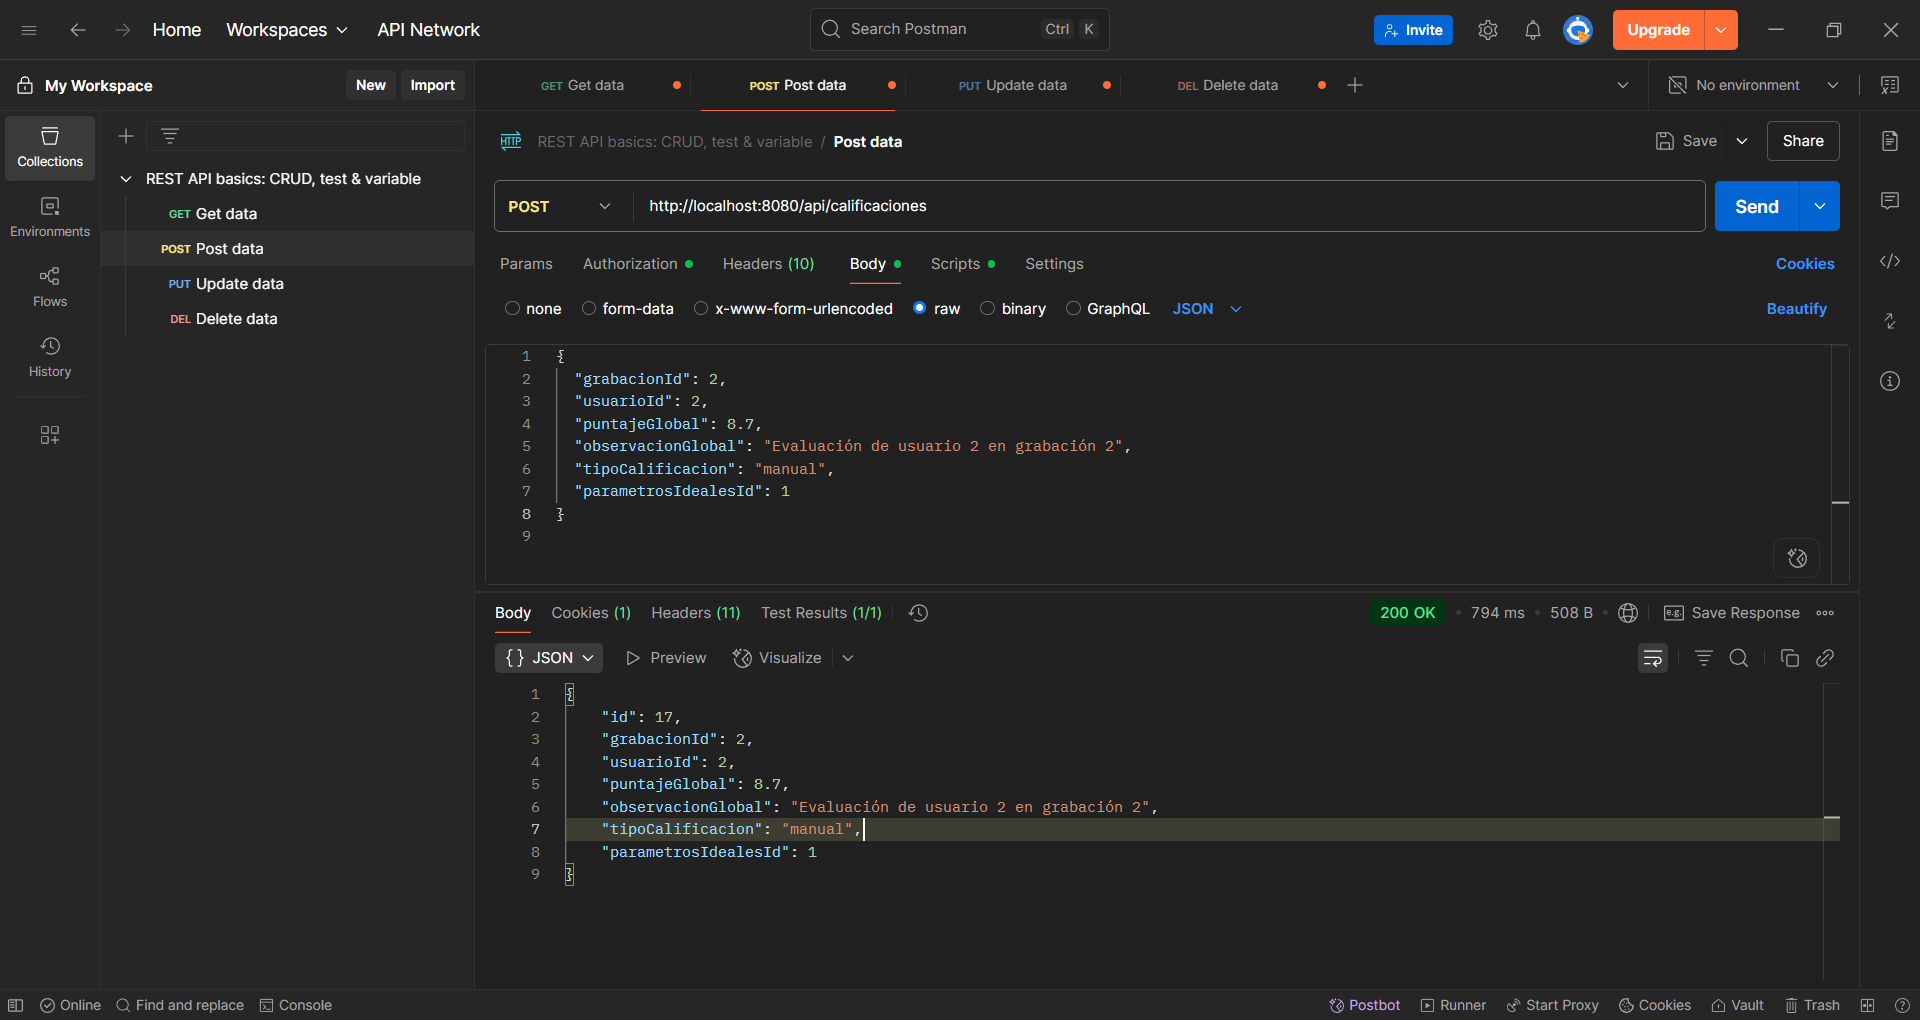 Home Workspaces API Network Search Postman Ctrl K Invite Upgrade
My Workspace New Import GET Get data POST Post data PUT Update data DEL Delete data No environment
Collections
Environments
Flows
History
REST API basics: CRUD, test & variable
GET Get data
POST Post data
PUT Update data
DEL Delete data
HTTP REST API basics: CRUD, test & variable / Post data Save Share
POST http://localhost:8080/api/calificaciones Send
Params Authorization Headers (10) Body Scripts Settings Cookies
none form-data x-www-form-urlencoded raw binary GraphQL JSON Beautify
1 {
2 "grabacionId": 2,
3 "usuarioId": 2,
4 "puntajeGlobal": 8.7,
5 "observacionGlobal": "Evaluación de usuario 2 en grabación 2",
6 "tipoCalificacion": "manual",
7 "parametrosIdealesId": 1
8 }
9
Body Cookies (1) Headers (11) Test Results (1/1) 200 OK • 794 ms • 508 B e.g. Save Response
{} JSON Preview Visualize
1 {
2 "id": 17,
3 "grabacionId": 2,
4 "usuarioId": 2,
5 "puntajeGlobal": 8.7,
6 "observacionGlobal": "Evaluación de usuario 2 en grabación 2",
7 "tipoCalificacion": "manual",
8 "parametrosIdealesId": 1
9 }
Online Find and replace Console Postbot Runner Start Proxy Cookies Vault Trash